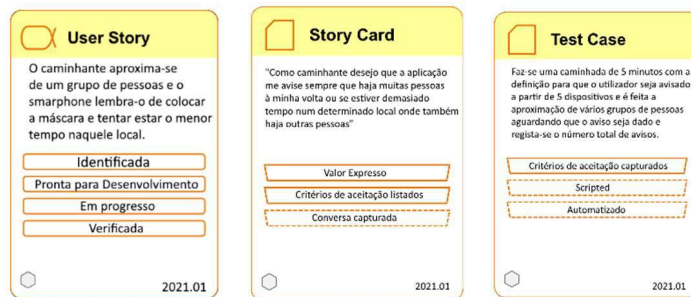 User Story
O caminhante aproxima-se
de um grupo de pessoas e o
smarphone lembra-o de colocar
a máscara e tentar estar o menor
tempo naquele local.
Identificada
Pronta para Desenvolvimento
Em progresso
Verificada
2021.01
Story Card
"Como caminhante desejo que a aplicação
me avise sempre que haja muitas pessoas
à minha volta ou se estiver demasiado
tempo num determinado local onde também
haja outras pessoas"
Valor Expresso
Critérios de aceitação listados
Conversa capturada
2021.01
Test Case
Faz-se uma caminhada de 5 minutos com a
definição para que o utilizador seja avisado
a partir de 5 dispositivos e é feita a
aproximação de vários grupos de pessoas
aguardando que o aviso seja dado e
regista-se o número total de avisos.
Critérios de aceitação capturados
Scripted
Automatizado
2021.01